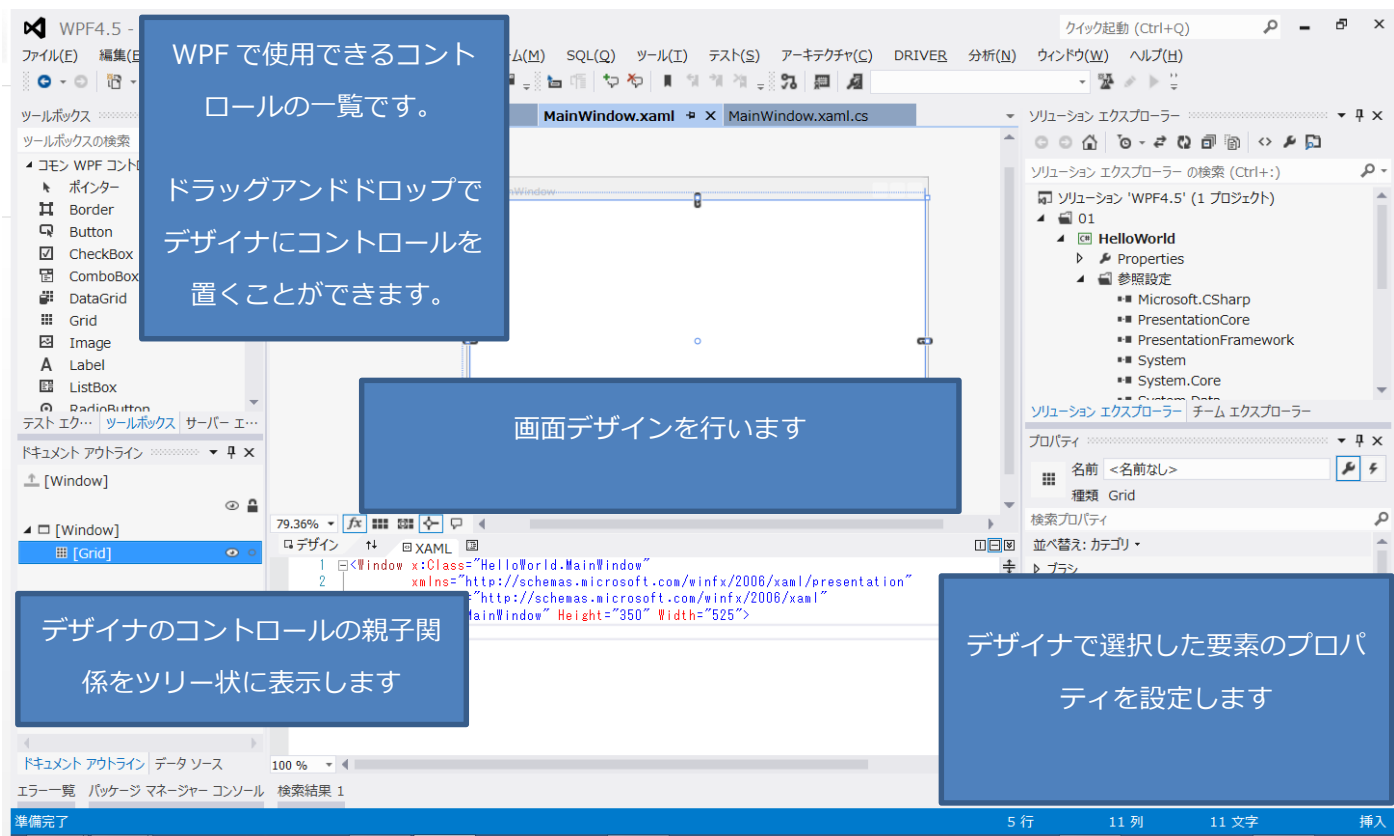 WPF4.5 -
クイック起動 (Ctrl+Q)
ファイル(F) 編集(E
ム(M) SQL(Q) ツール(T) テスト(S) アーキテクチャ(C) DRIVER 分析(N) ウィンドウ(W) ヘルプ(H)
WPF で使用できるコント
ロールの一覧です。
ドラッグアンドドロップで
デザイナにコントロールを
置くことができます。
ツールボックス
ツールボックスの検索
コモン WPF コント
ポインター
Border
Button
CheckBox
ComboBox
DataGrid
Grid
Image
Label
ListBox
RadioButton
テスト エク… ツールボックス サーバー エ…
MainWindow.xaml MainWindow.xaml.cs
nWindow
画面デザインを行います
ソリューション エクスプローラー
ソリューション エクスプローラー の検索 (Ctrl+:)
ソリューション 'WPF4.5' (1 プロジェクト)
01
C# HelloWorld
Properties
参照設定
Microsoft.CSharp
PresentationCore
PresentationFramework
System
System.Core
System.Data
ソリューション エクスプローラー チーム エクスプローラー
ドキュメント アウトライン
[Window]
[Window]
[Grid]
デザイナのコントロールの親子関
係をツリー状に表示します
ドキュメント アウトライン データ ソース
79.36% fx
デザイン XAML
1 <Window x:Class="HelloWorld.MainWindow"
2 xmlns="http://schemas.microsoft.com/winfx/2006/xaml/presentation"
"http://schemas.microsoft.com/winfx/2006/xaml"
MainWindow" Height="350" Width="525">
100 %
プロパティ
名前 <名前なし>
種類 Grid
検索プロパティ
並べ替え: カテゴリ
ブラシ
デザイナで選択した要素のプロパ
ティを設定します
エラー一覧 パッケージ マネージャー コンソール 検索結果 1
準備完了 5 行 11 列 11 文字 挿入